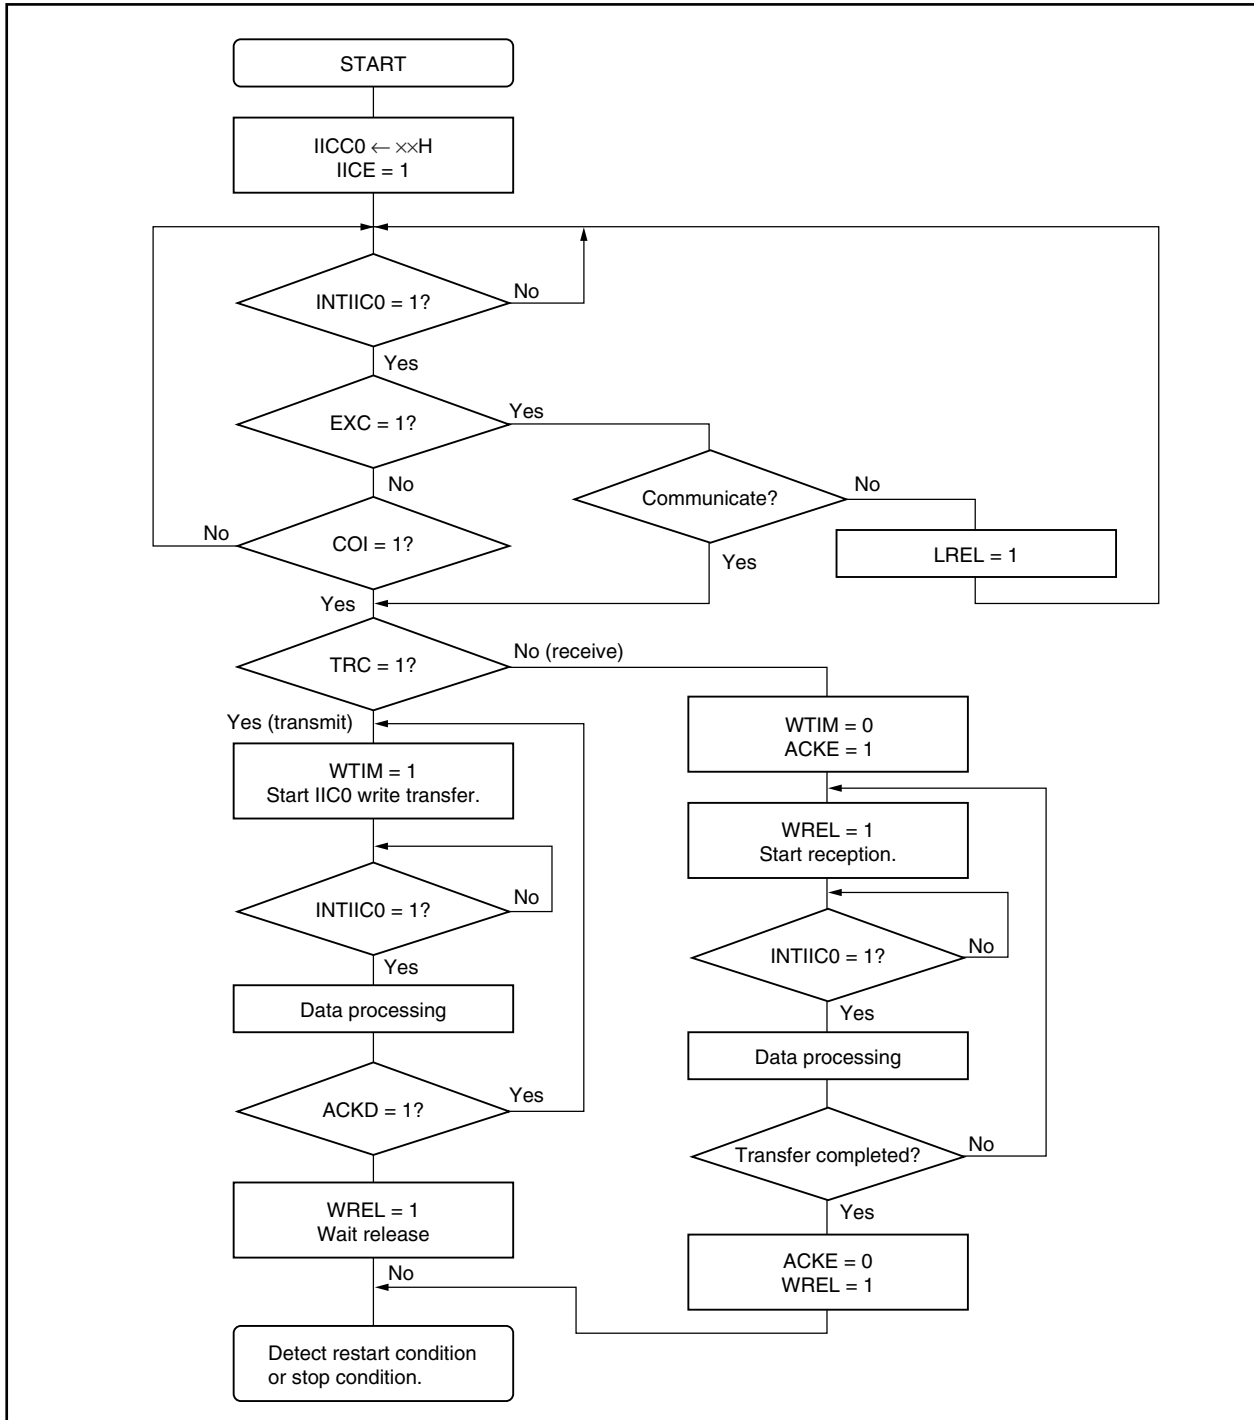 START
IICC0 ← ××H
IICE = 1
INTIIC0 = 1?
No
Yes
EXC = 1?
Yes
No
Communicate?
No
Yes
LREL = 1
COI = 1?
No
Yes
TRC = 1?
No (receive)
Yes (transmit)
WTIM = 1
Start IIC0 write transfer.
INTIIC0 = 1?
No
Yes
Data processing
ACKD = 1?
Yes
WREL = 1
Wait release
No
WTIM = 0
ACKE = 1
WREL = 1
Start reception.
INTIIC0 = 1?
No
Yes
Data processing
Transfer completed?
No
Yes
ACKE = 0
WREL = 1
Detect restart condition
or stop condition.